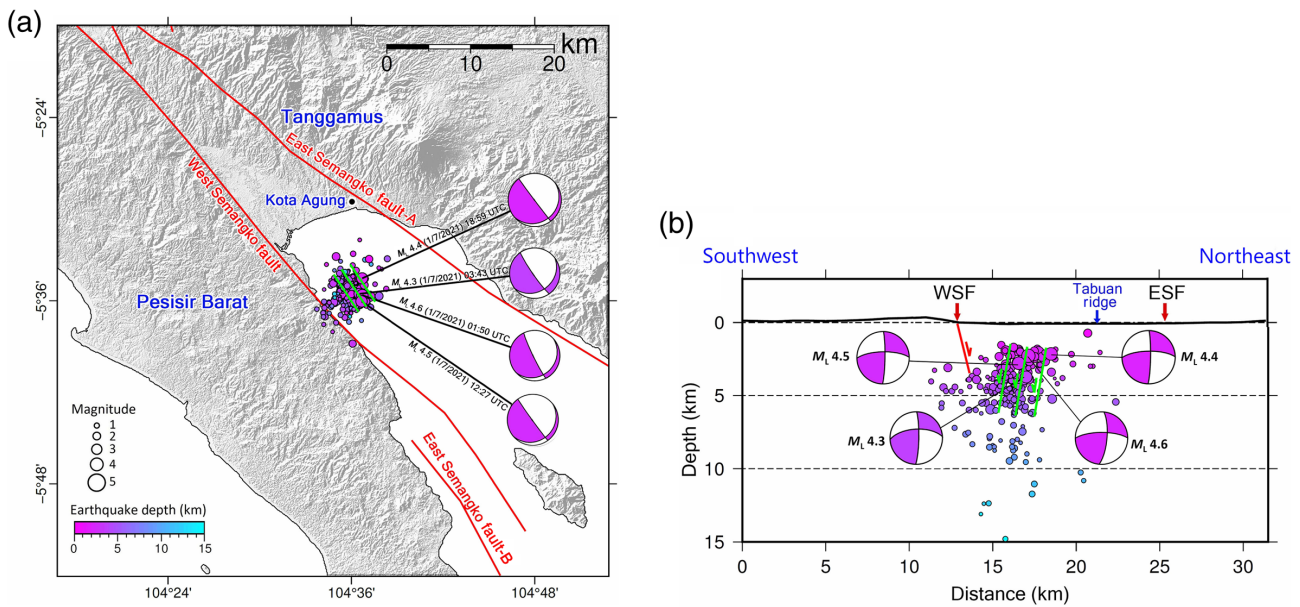 (a)
km
0 10 20
Tanggamus
East Semangko fault-A
West Semangko fault
Kota Agung
Pesisir Barat
ML 4.4 (1/7/2021) 18:59 UTC
ML 4.3 (1/7/2021) 03:43 UTC
ML 4.6 (1/7/2021) 01:50 UTC
ML 4.5 (1/7/2021) 12:27 UTC
East Semangko fault-B
Magnitude
1
2
3
4
5
Earthquake depth (km)
0 5 10 15
−5°24'
−5°36'
−5°48'
104°24' 104°36' 104°48'
(b)
Southwest Northeast
WSF Tabuan ridge ESF
ML 4.5
ML 4.4
ML 4.3
ML 4.6
Depth (km)
0
5
10
15
0 5 10 15 20 25 30
Distance (km)